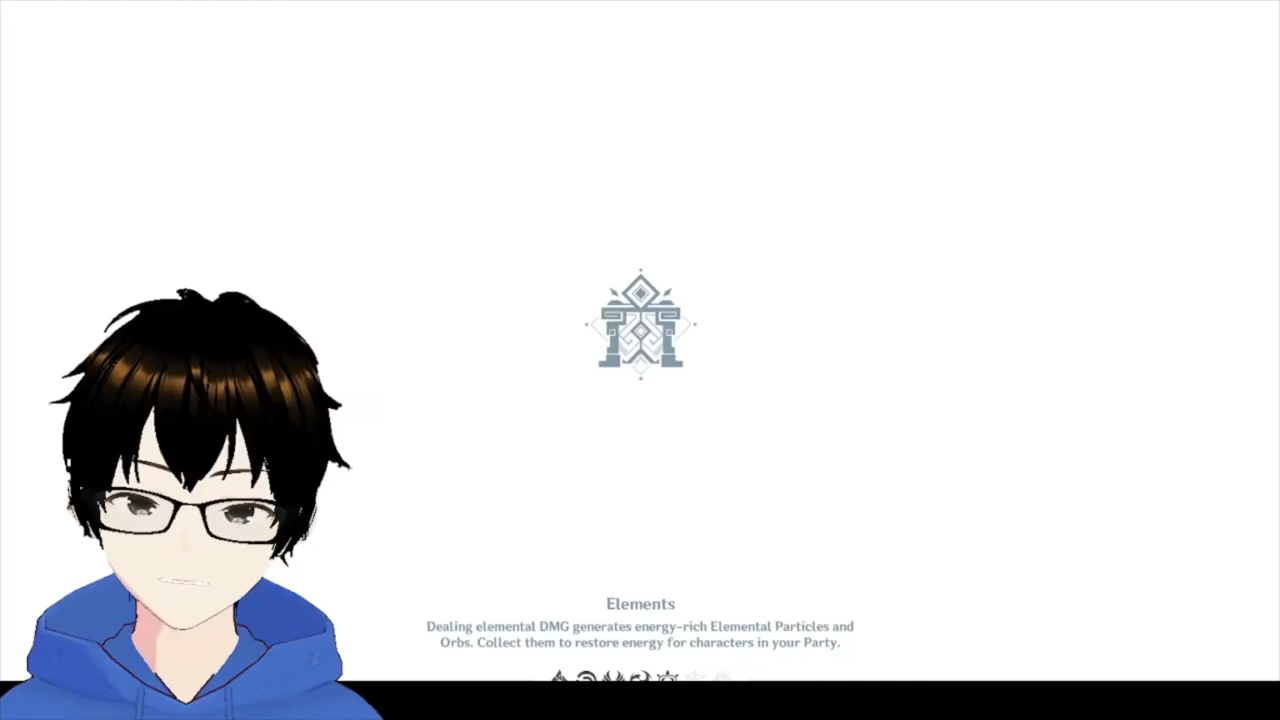 Elements
Dealing elemental DMG generates energy-rich Elemental Particles and
Orbs. Collect them to restore energy for characters in your Party.